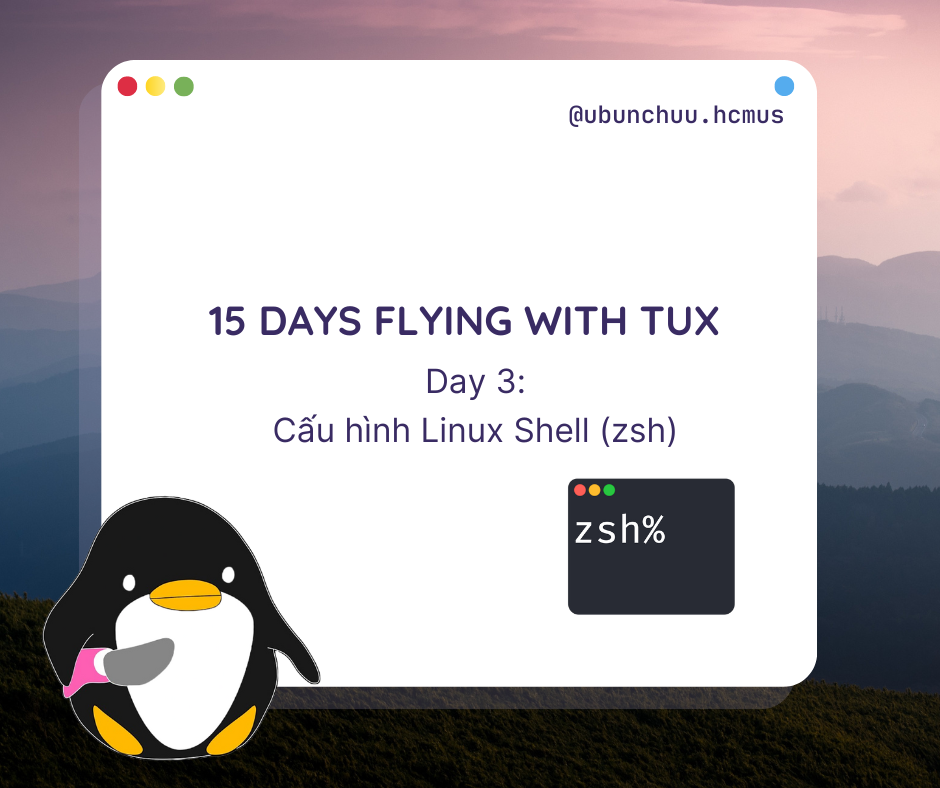 @ubunchuu.hcmus
15 DAYS FLYING WITH TUX
Day 3:
Cấu hình Linux Shell (zsh)
zsh%